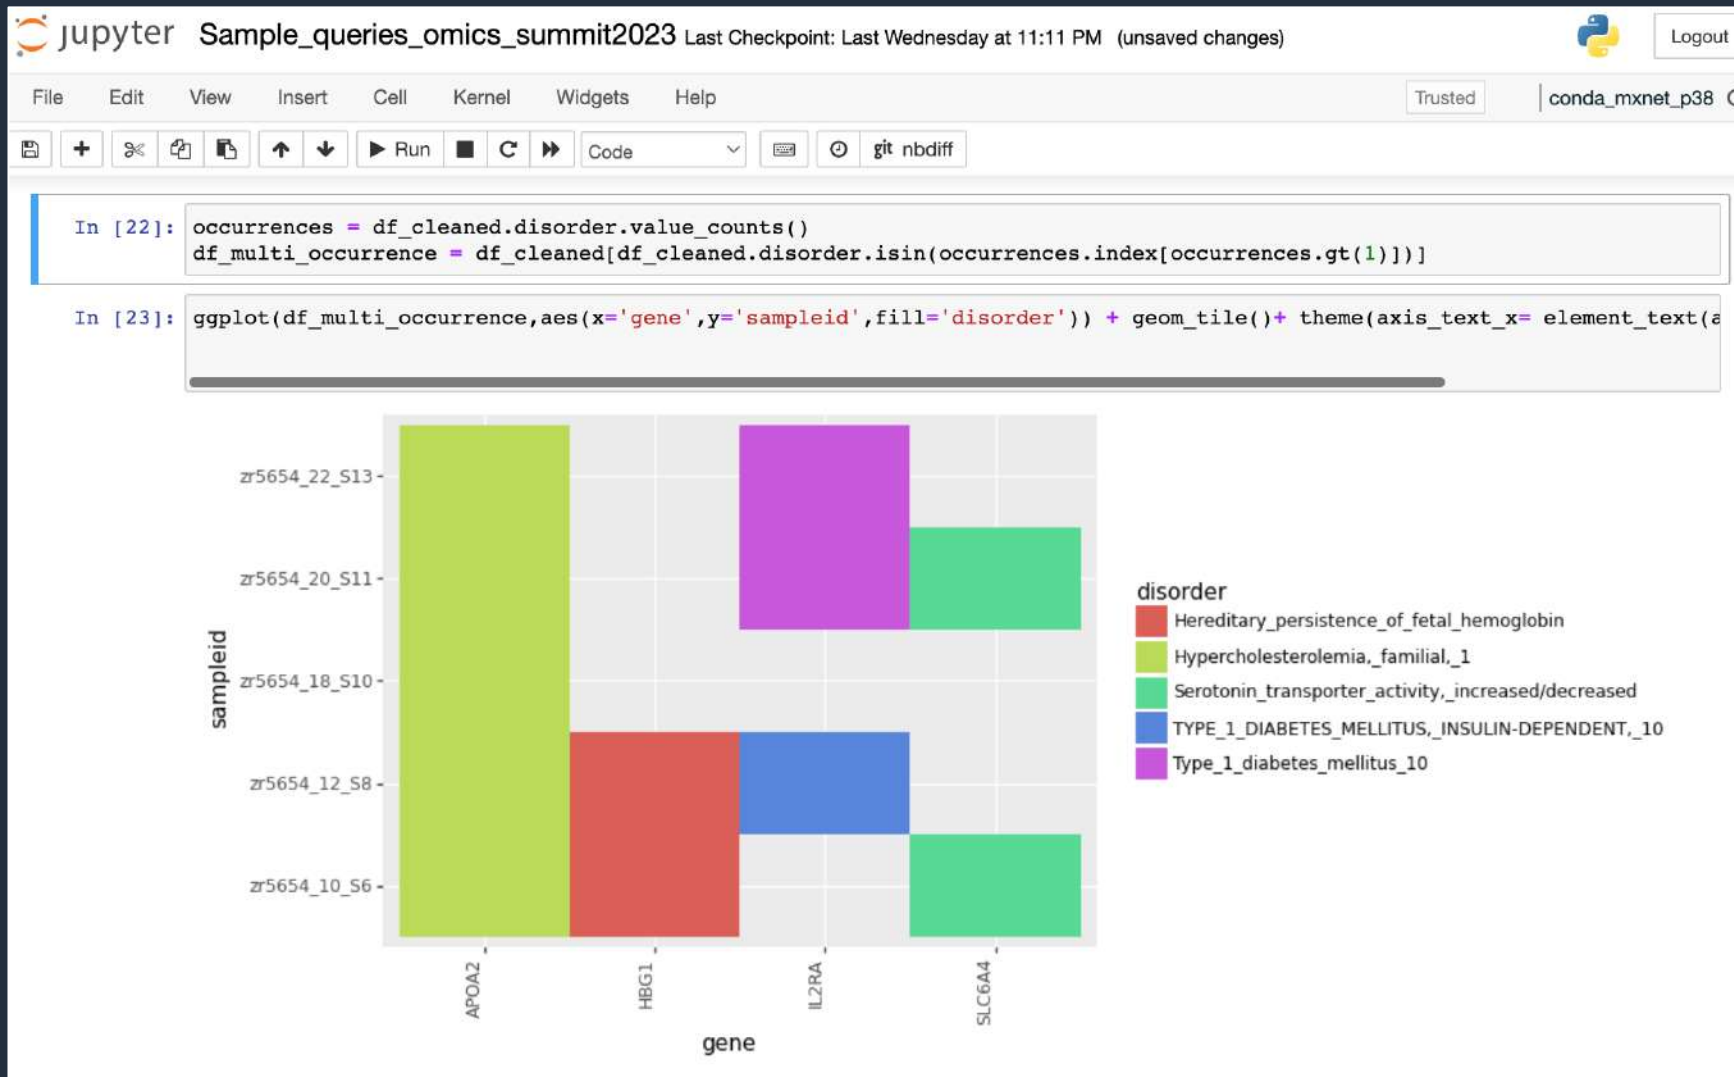 jupyter Sample_queries_omics_summit2023 Last Checkpoint: Last Wednesday at 11:11 PM (unsaved changes) Logout
File Edit View Insert Cell Kernel Widgets Help Trusted conda_mxnet_p38
Run Code git nbdiff
In [22]: occurrences = df_cleaned.disorder.value_counts()
df_multi_occurrence = df_cleaned[df_cleaned.disorder.isin(occurrences.index[occurrences.gt(1)])]
In [23]: ggplot(df_multi_occurrence,aes(x='gene',y='sampleid',fill='disorder')) + geom_tile()+ theme(axis_text_x= element_text(a
zr5654_22_S13
zr5654_20_S11
zr5654_18_S10
zr5654_12_S8
zr5654_10_S6
sampleid
APOA2
HBG1
IL2RA
SLC6A4
gene
disorder
Hereditary_persistence_of_fetal_hemoglobin
Hypercholesterolemia,_familial,_1
Serotonin_transporter_activity,_increased/decreased
TYPE_1_DIABETES_MELLITUS,_INSULIN-DEPENDENT,_10
Type_1_diabetes_mellitus_10